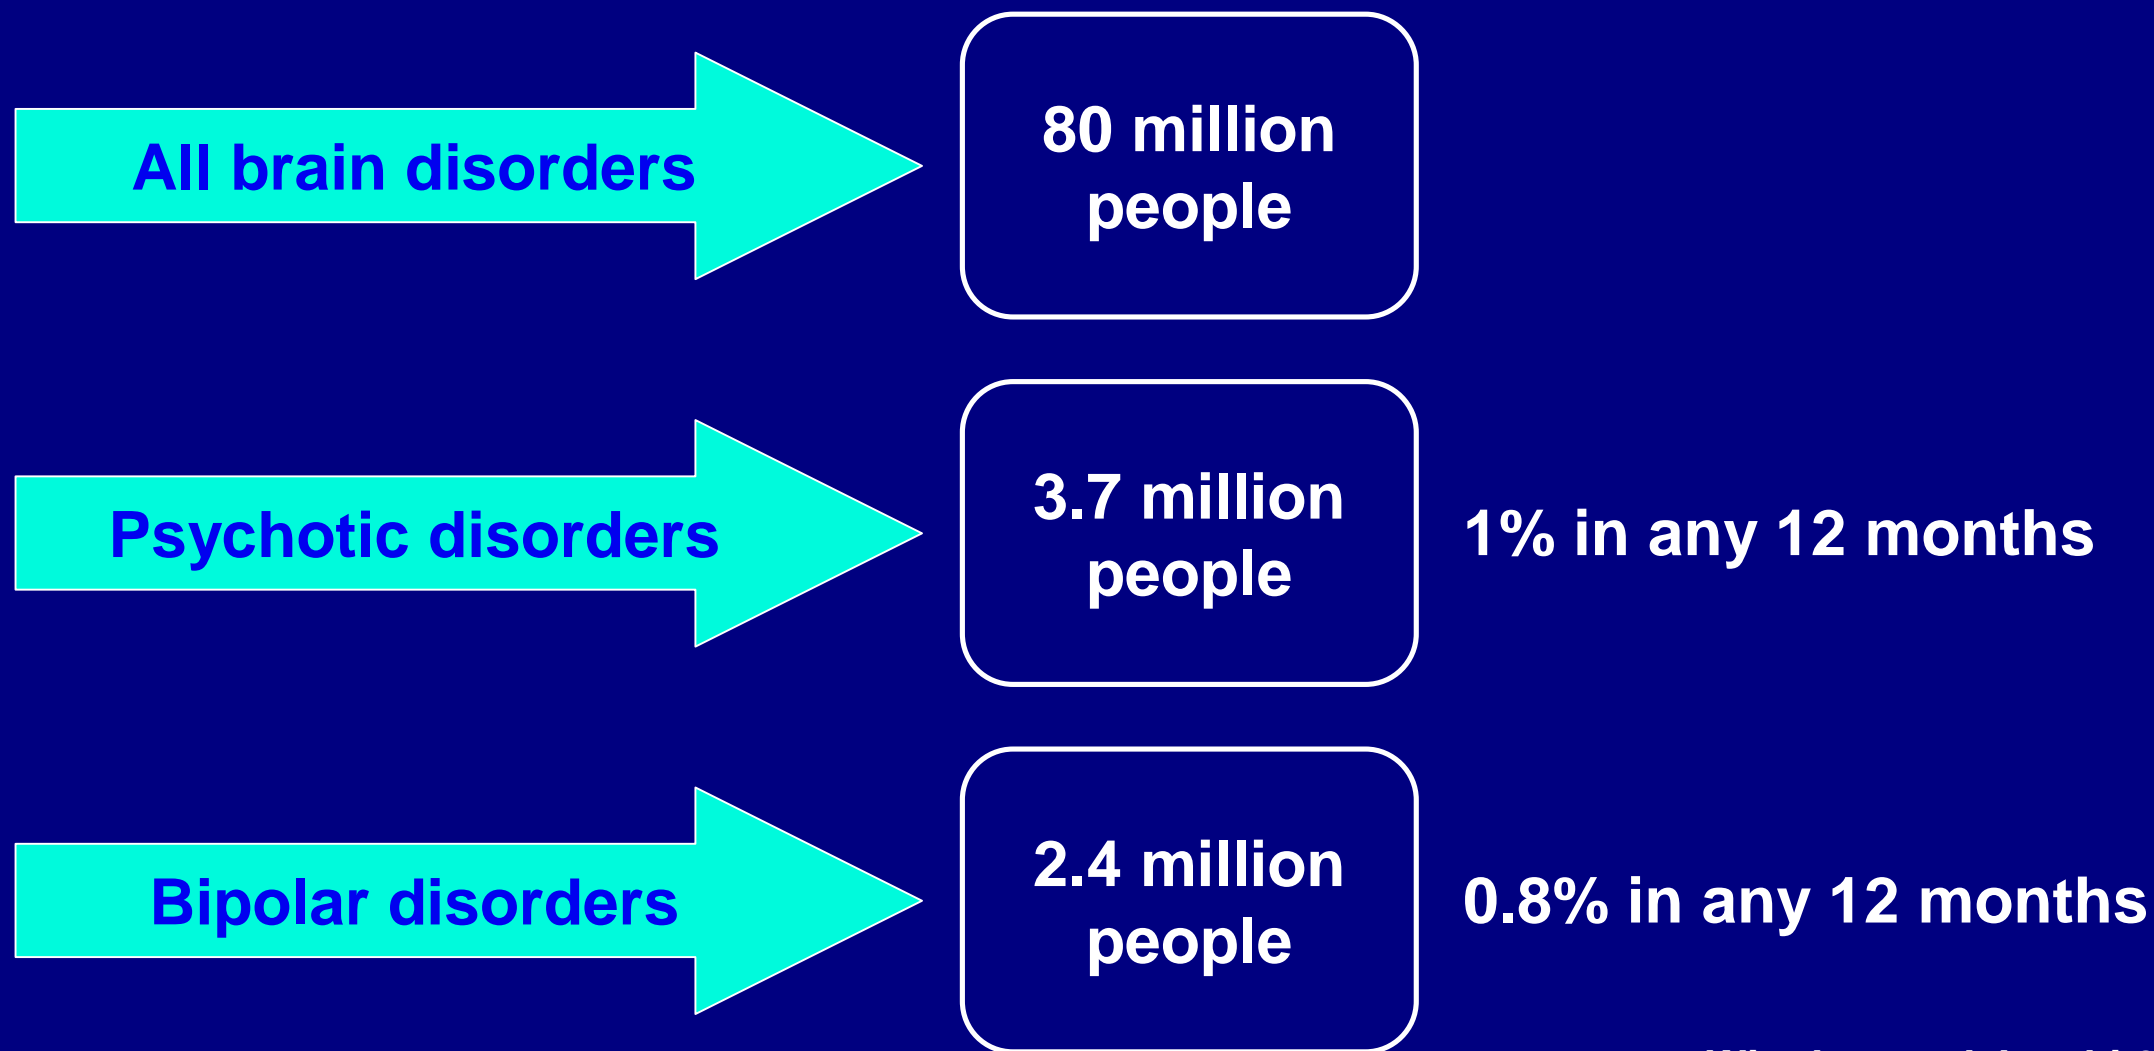 All brain disorders
80 million
people
Psychotic disorders
3.7 million
people
1% in any 12 months
Bipolar disorders
2.4 million
people
0.8% in any 12 months